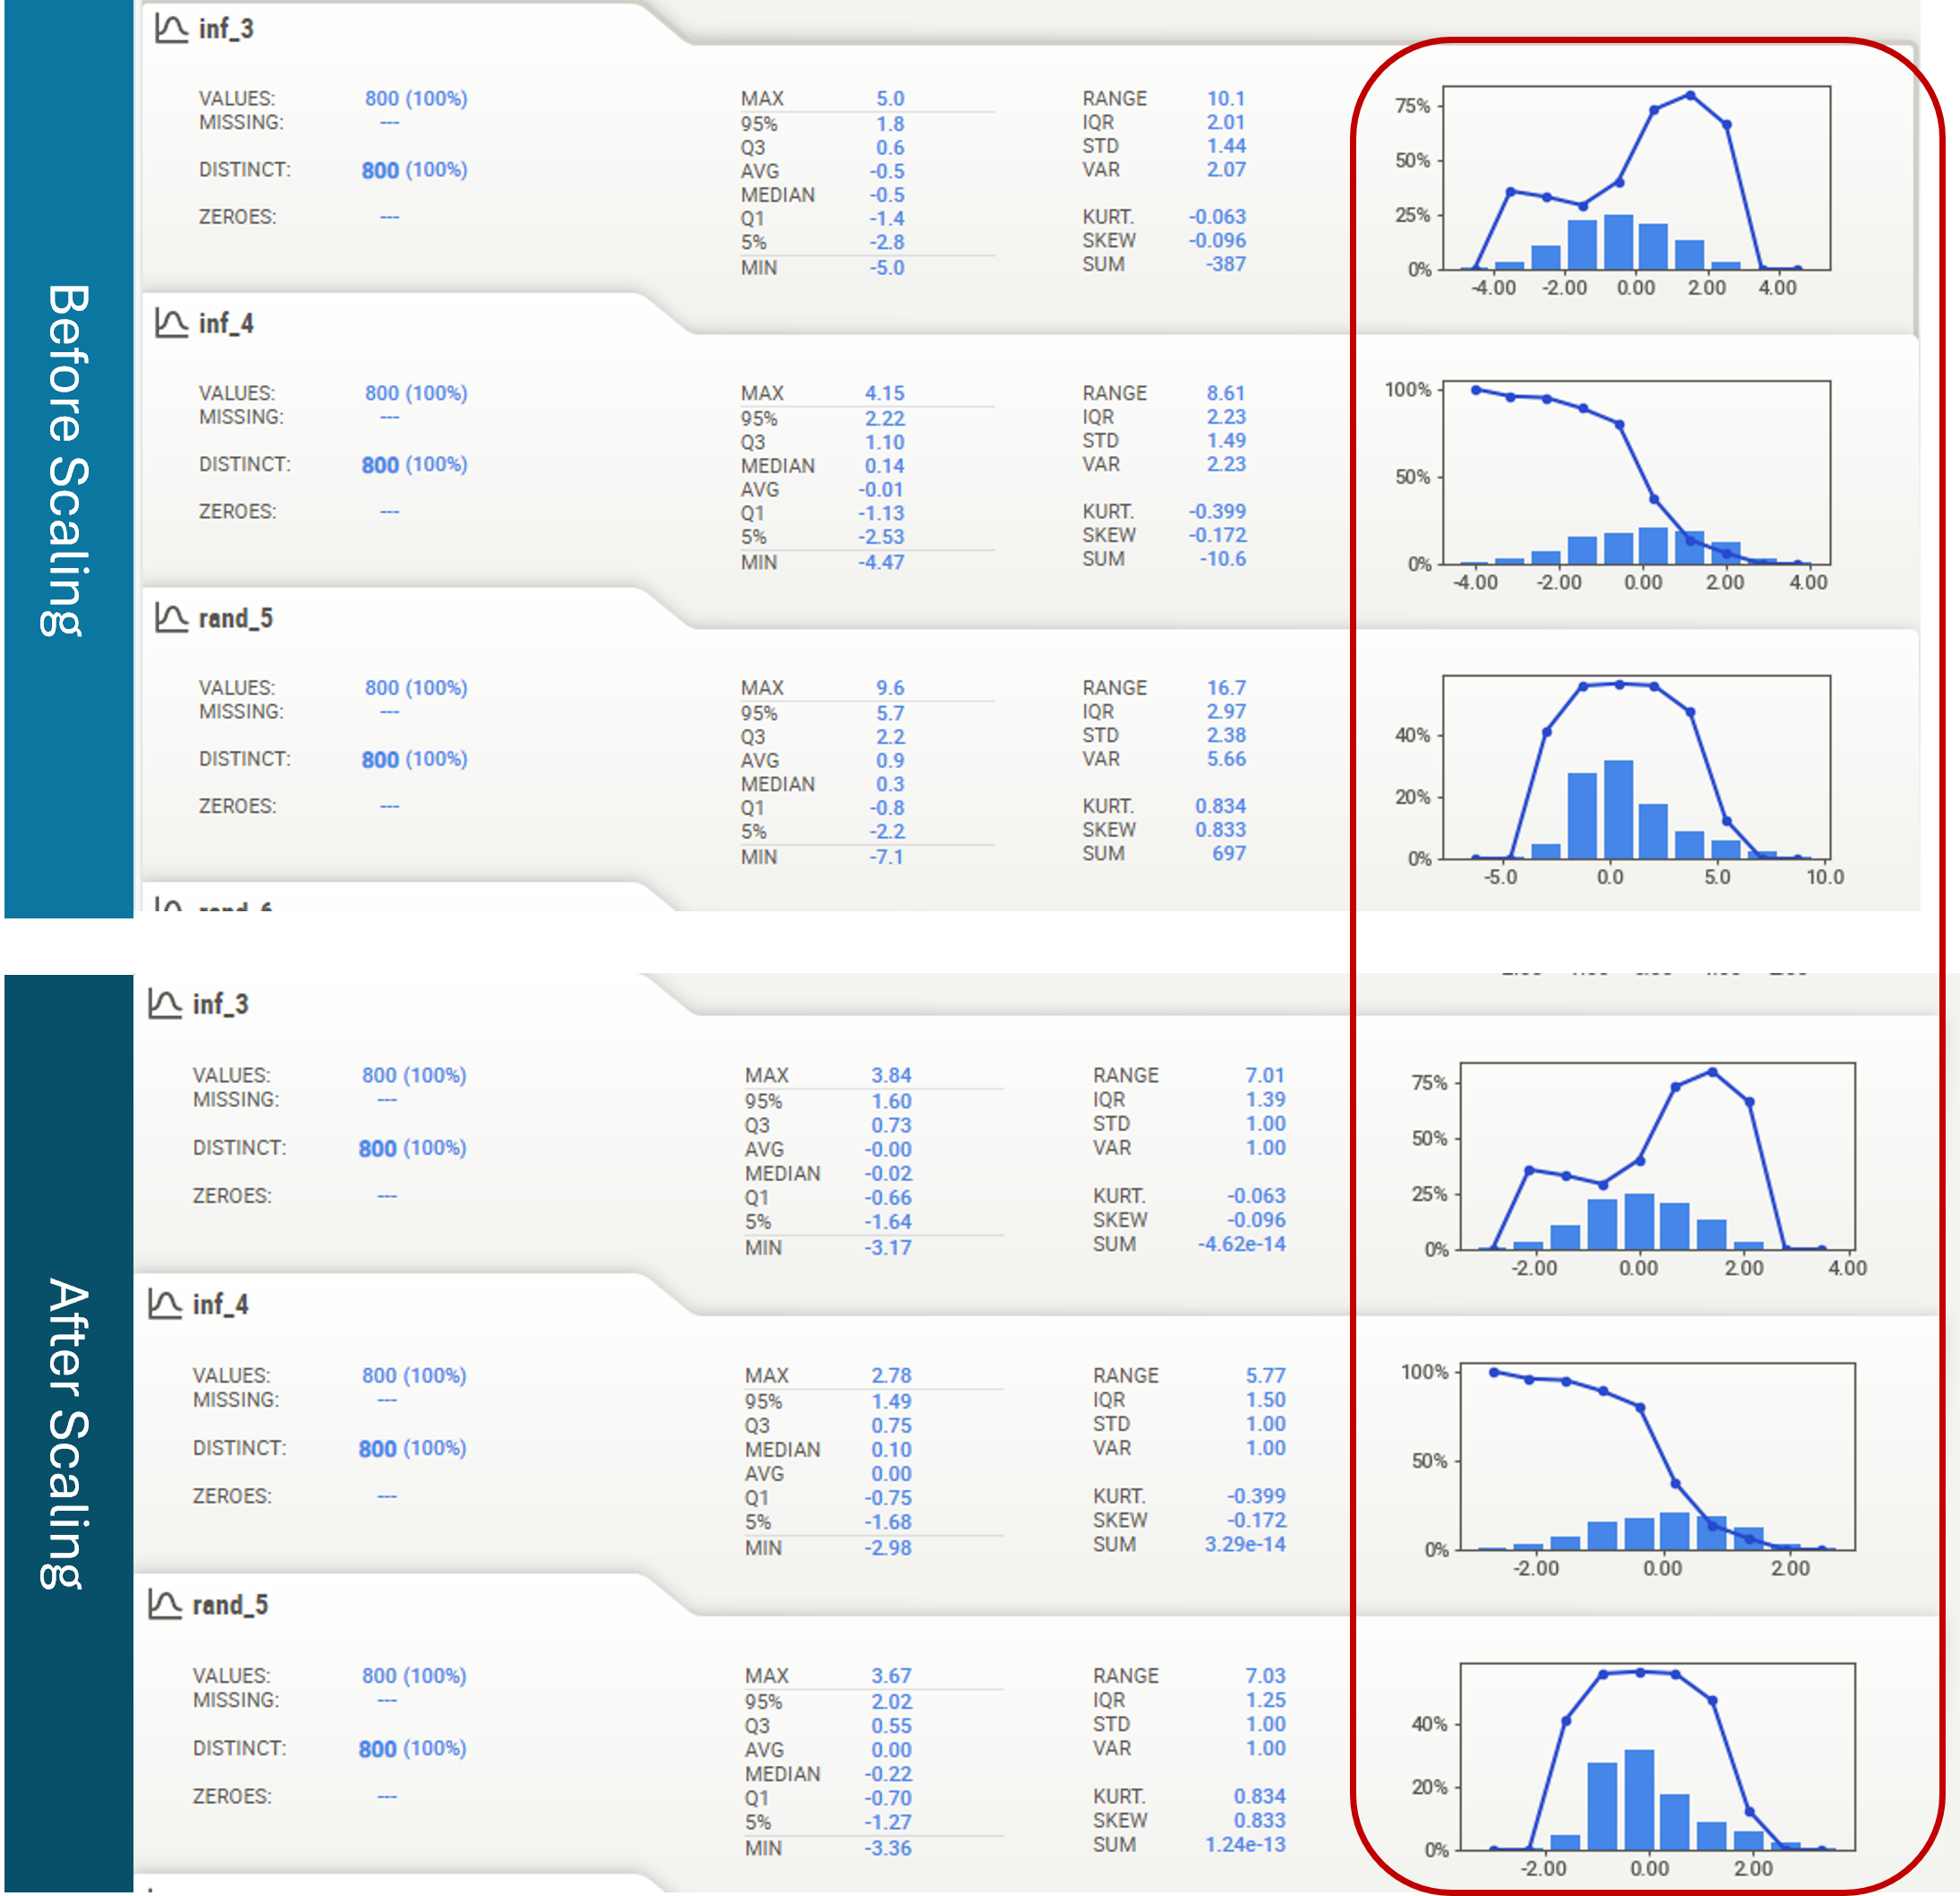 Before Scaling
inf_3
VALUES: 800 (100%) MAX 5.0 RANGE 10.1
MISSING: --- 95% 1.8 IQR 2.01
Q3 0.6 STD 1.44
DISTINCT: 800 (100%) AVG -0.5 VAR 2.07
MEDIAN -0.5
ZEROES: --- Q1 -1.4 KURT. -0.063
5% -2.8 SKEW -0.096
MIN -5.0 SUM -387
75%
50%
25%
0%
-4.00 -2.00 0.00 2.00 4.00
inf_4
VALUES: 800 (100%) MAX 4.15 RANGE 8.61
MISSING: --- 95% 2.22 IQR 2.23
Q3 1.10 STD 1.49
DISTINCT: 800 (100%) MEDIAN 0.14 VAR 2.23
AVG -0.01
ZEROES: --- Q1 -1.13 KURT. -0.399
5% -2.53 SKEW -0.172
MIN -4.47 SUM -10.6
100%
50%
0%
-4.00 -2.00 0.00 2.00 4.00
rand_5
VALUES: 800 (100%) MAX 9.6 RANGE 16.7
MISSING: --- 95% 5.7 IQR 2.97
Q3 2.2 STD 2.38
DISTINCT: 800 (100%) AVG 0.9 VAR 5.66
MEDIAN 0.3
ZEROES: --- Q1 -0.8 KURT. 0.834
5% -2.2 SKEW 0.833
MIN -7.1 SUM 697
40%
20%
0%
-5.0 0.0 5.0 10.0
After Scaling
inf_3
VALUES: 800 (100%) MAX 3.84 RANGE 7.01
MISSING: --- 95% 1.60 IQR 1.39
Q3 0.73 STD 1.00
DISTINCT: 800 (100%) AVG -0.00 VAR 1.00
MEDIAN -0.02
ZEROES: --- Q1 -0.66 KURT. -0.063
5% -1.64 SKEW -0.096
MIN -3.17 SUM -4.62e-14
75%
50%
25%
0%
-2.00 0.00 2.00 4.00
inf_4
VALUES: 800 (100%) MAX 2.78 RANGE 5.77
MISSING: --- 95% 1.49 IQR 1.50
Q3 0.75 STD 1.00
DISTINCT: 800 (100%) MEDIAN 0.10 VAR 1.00
AVG 0.00
ZEROES: --- Q1 -0.75 KURT. -0.399
5% -1.68 SKEW -0.172
MIN -2.98 SUM 3.29e-14
100%
50%
0%
-2.00 0.00 2.00
rand_5
VALUES: 800 (100%) MAX 3.67 RANGE 7.03
MISSING: --- 95% 2.02 IQR 1.25
Q3 0.55 STD 1.00
DISTINCT: 800 (100%) AVG 0.00 VAR 1.00
MEDIAN -0.22
ZEROES: --- Q1 -0.70 KURT. 0.834
5% -1.27 SKEW 0.833
MIN -3.36 SUM 1.24e-13
40%
20%
0%
-2.00 0.00 2.00